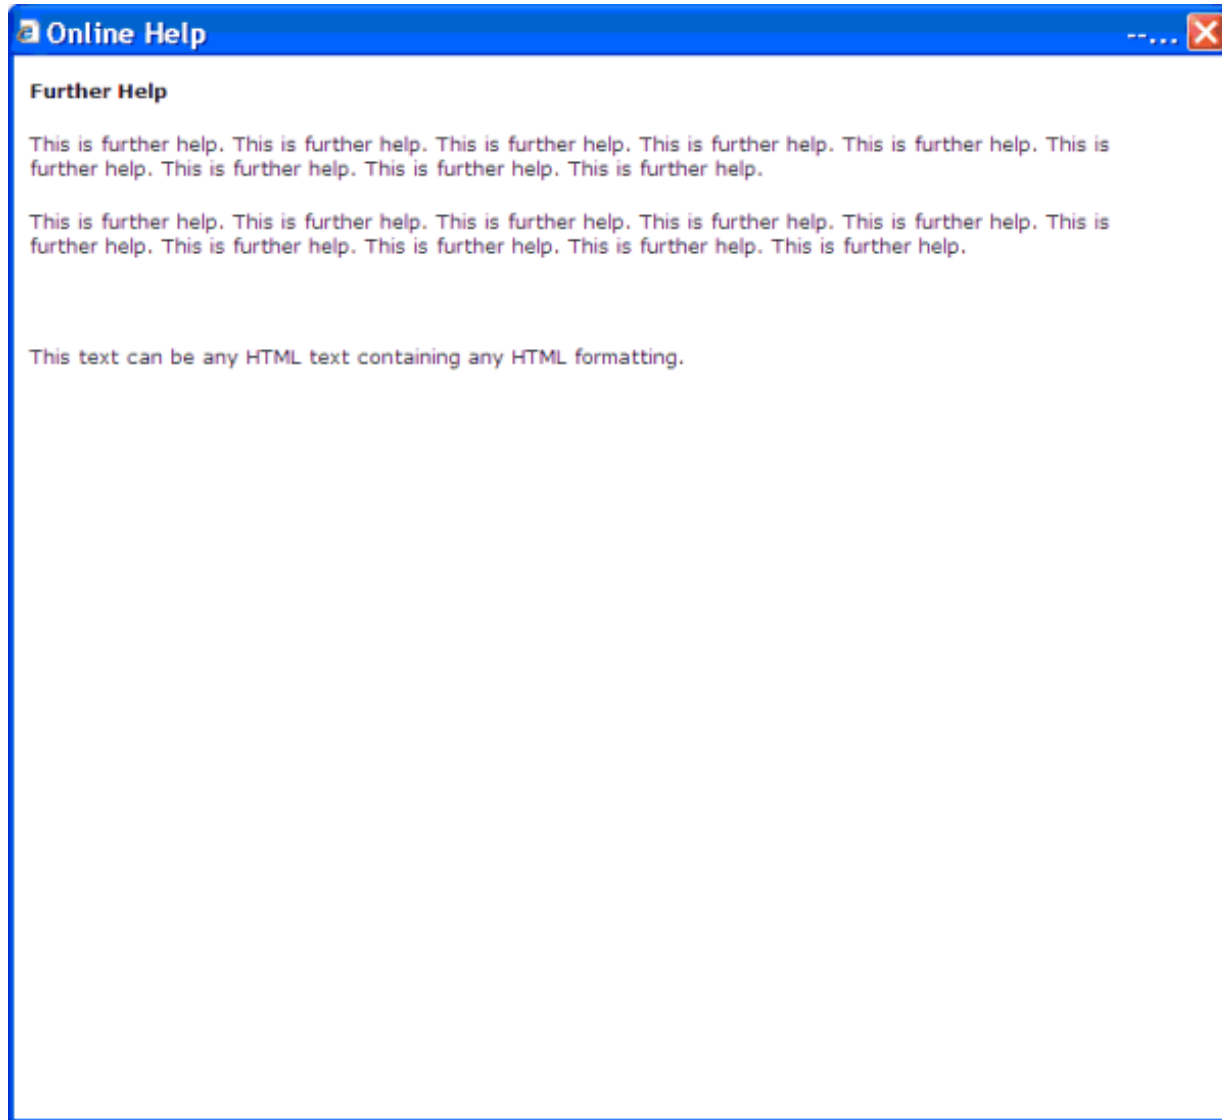 Online Help --...
Further Help
This is further help. This is further help. This is further help. This is further help. This is further help. This is
further help. This is further help. This is further help. This is further help.
This is further help. This is further help. This is further help. This is further help. This is further help. This is
further help. This is further help. This is further help. This is further help. This is further help.
This text can be any HTML text containing any HTML formatting.